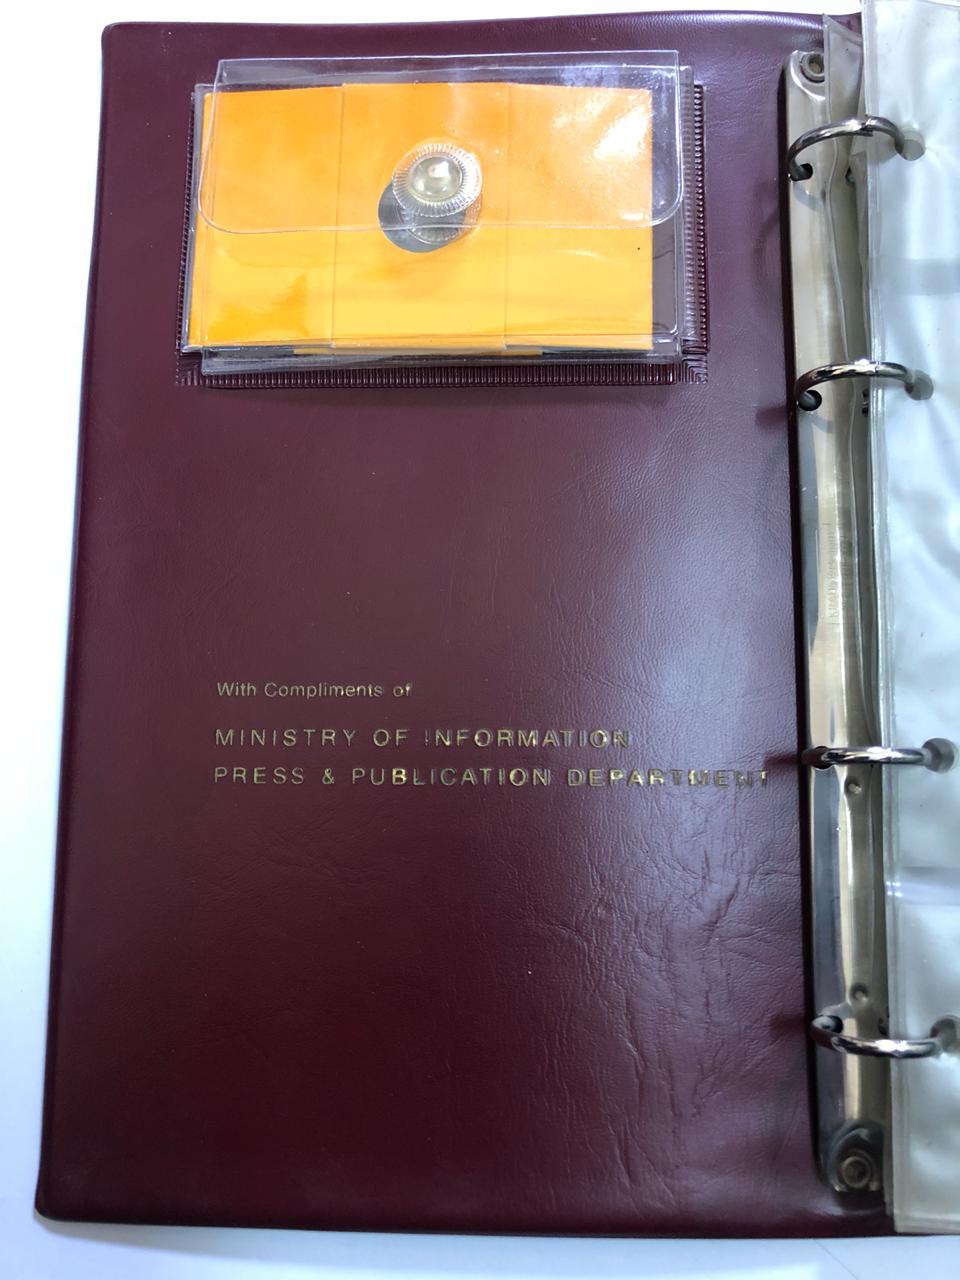 With Compliments of
MINISTRY OF INFORMATION
PRESS & PUBLICATION DEPARTMENT